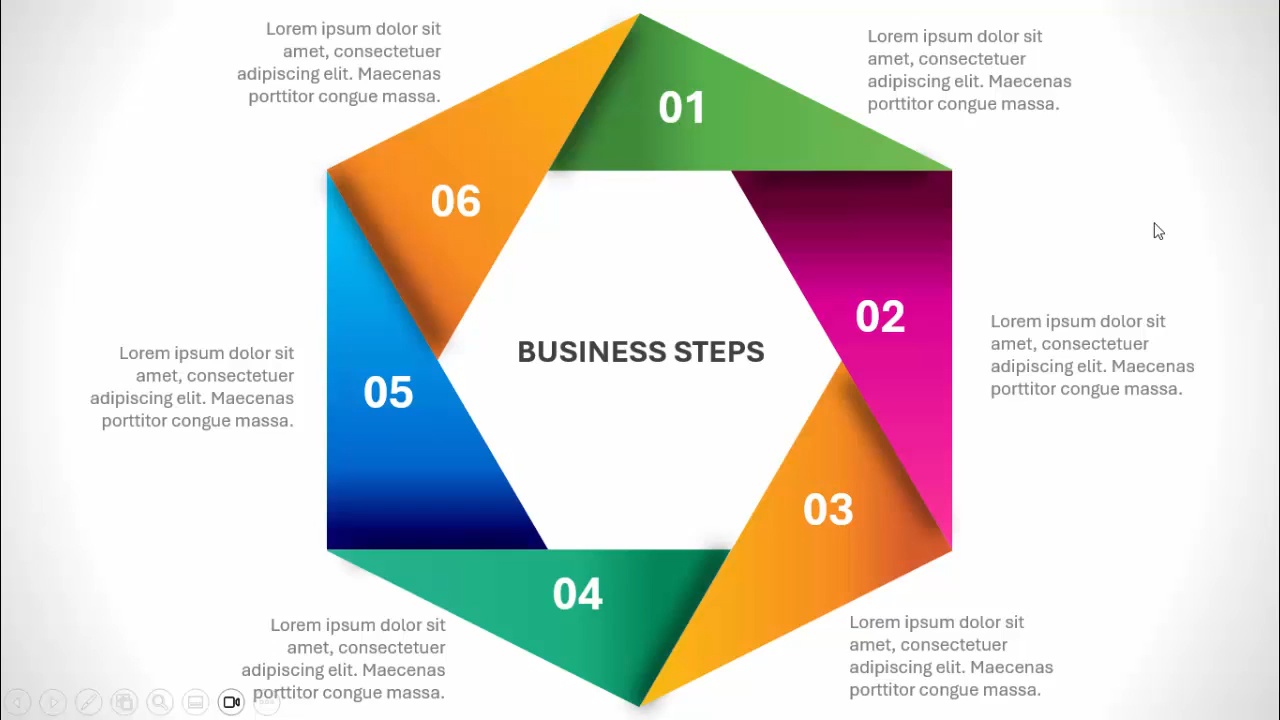 Lorem ipsum dolor sit
amet, consectetuer
adipiscing elit. Maecenas
porttitor congue massa.
01
Lorem ipsum dolor sit
amet, consectetuer
adipiscing elit. Maecenas
porttitor congue massa.
06
02
Lorem ipsum dolor sit
amet, consectetuer
adipiscing elit. Maecenas
porttitor congue massa.
BUSINESS STEPS
Lorem ipsum dolor sit
amet, consectetuer
adipiscing elit. Maecenas
porttitor congue massa.
05
03
04
Lorem ipsum dolor sit
amet, consectetuer
adipiscing elit. Maecenas
porttitor congue massa.
Lorem ipsum dolor sit
amet, consectetuer
adipiscing elit. Maecenas
porttitor congue massa.